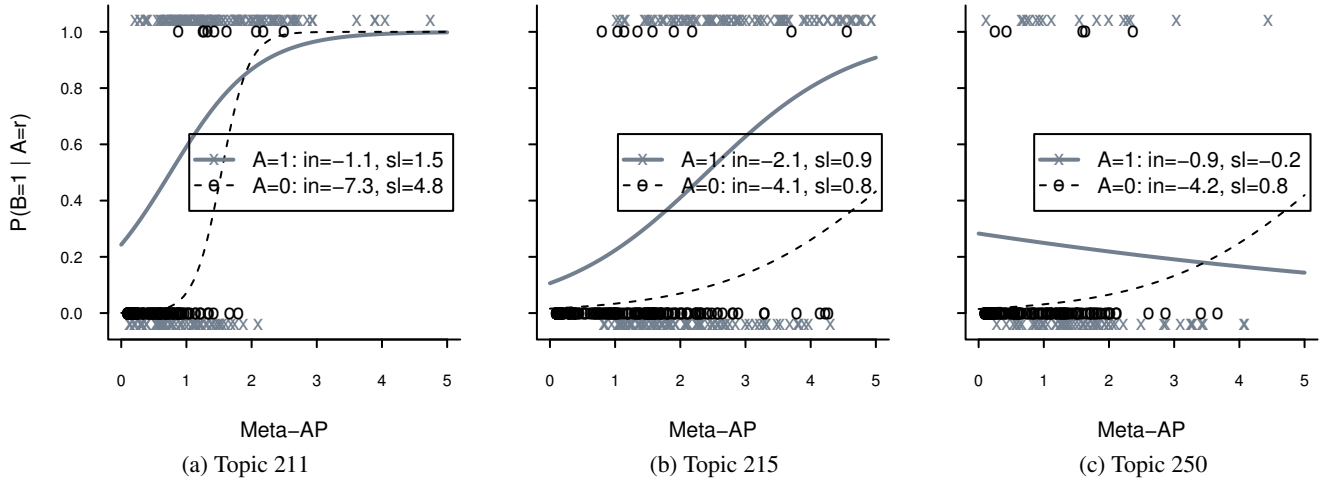 P(B=1 | A=r)
1.0
0.8
0.6
0.4
0.2
0.0
A=1: in=−1.1, sl=1.5
A=0: in=−7.3, sl=4.8
0 1 2 3 4 5
Meta−AP
(a) Topic 211
A=1: in=−2.1, sl=0.9
A=0: in=−4.1, sl=0.8
0 1 2 3 4 5
Meta−AP
(b) Topic 215
A=1: in=−0.9, sl=−0.2
A=0: in=−4.2, sl=0.8
0 1 2 3 4 5
Meta−AP
(c) Topic 250